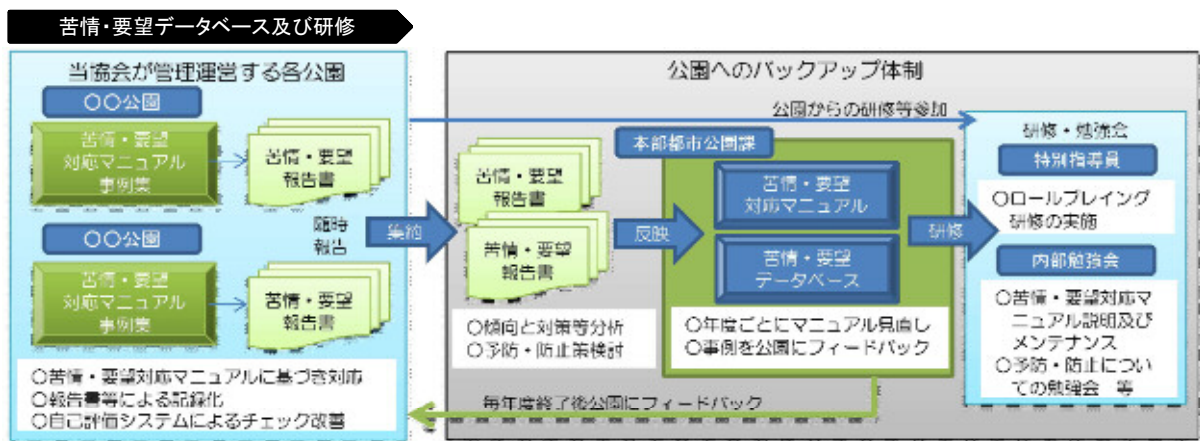 苦情・要望データベース及び研修
当協会が管理運営する各公園
〇〇公園
苦情・要望
対応マニュアル
事例集
苦情・要望
報告書
〇〇公園
苦情・要望
対応マニュアル
事例集
苦情・要望
報告書
随時
報告
〇苦情・要望対応マニュアルに基づき対応
〇報告書等による記録化
〇自己評価システムによるチェック改善
集約
公園へのバックアップ体制
公園からの研修等参加
苦情・要望
報告書
苦情・要望
報告書
〇傾向と対策等分析
〇予防・防止策検討
反映
本部都市公園課
苦情・要望
対応マニュアル
苦情・要望
データベース
〇年度ごとにマニュアル見直し
〇事例を公園にフィードバック
研修
研修・勉強会
特別指導員
〇ロールプレイング
研修の実施
内部勉強会
〇苦情・要望対応マ
ニュアル説明及び
メンテナンス
〇予防・防止につい
ての勉強会 等
毎年度終了後公園にフィードバック